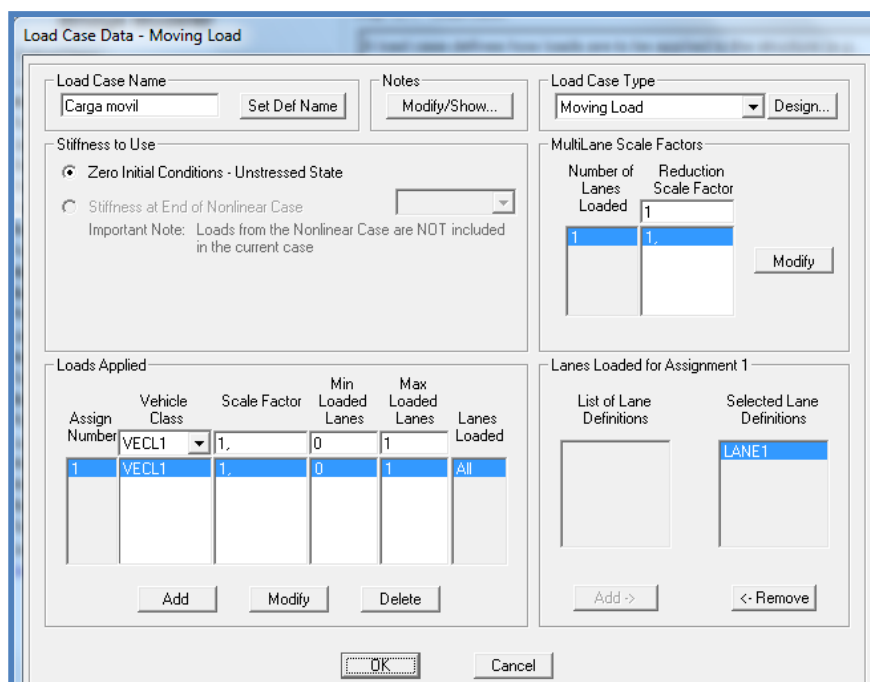 Load Case Data - Moving Load
Load Case Name
Carga movil
Set Def Name
Notes
Modify/Show...
Load Case Type
Moving Load
Design...
Stiffness to Use
Zero Initial Conditions - Unstressed State
Stiffness at End of Nonlinear Case
Important Note: Loads from the Nonlinear Case are NOT included
in the current case
MultiLane Scale Factors
Number of
Lanes
Loaded
Reduction
Scale Factor
1
1 1,
Modify
Loads Applied
Assign
Number
Vehicle
Class
Scale Factor
Min
Loaded
Lanes
Max
Loaded
Lanes
Lanes
Loaded
VECL1 1, 0 1
1 VECL1 1, 0 1 All
Add
Modify
Delete
Lanes Loaded for Assignment 1
List of Lane
Definitions
Selected Lane
Definitions
LANE1
Add ->
<- Remove
OK
Cancel